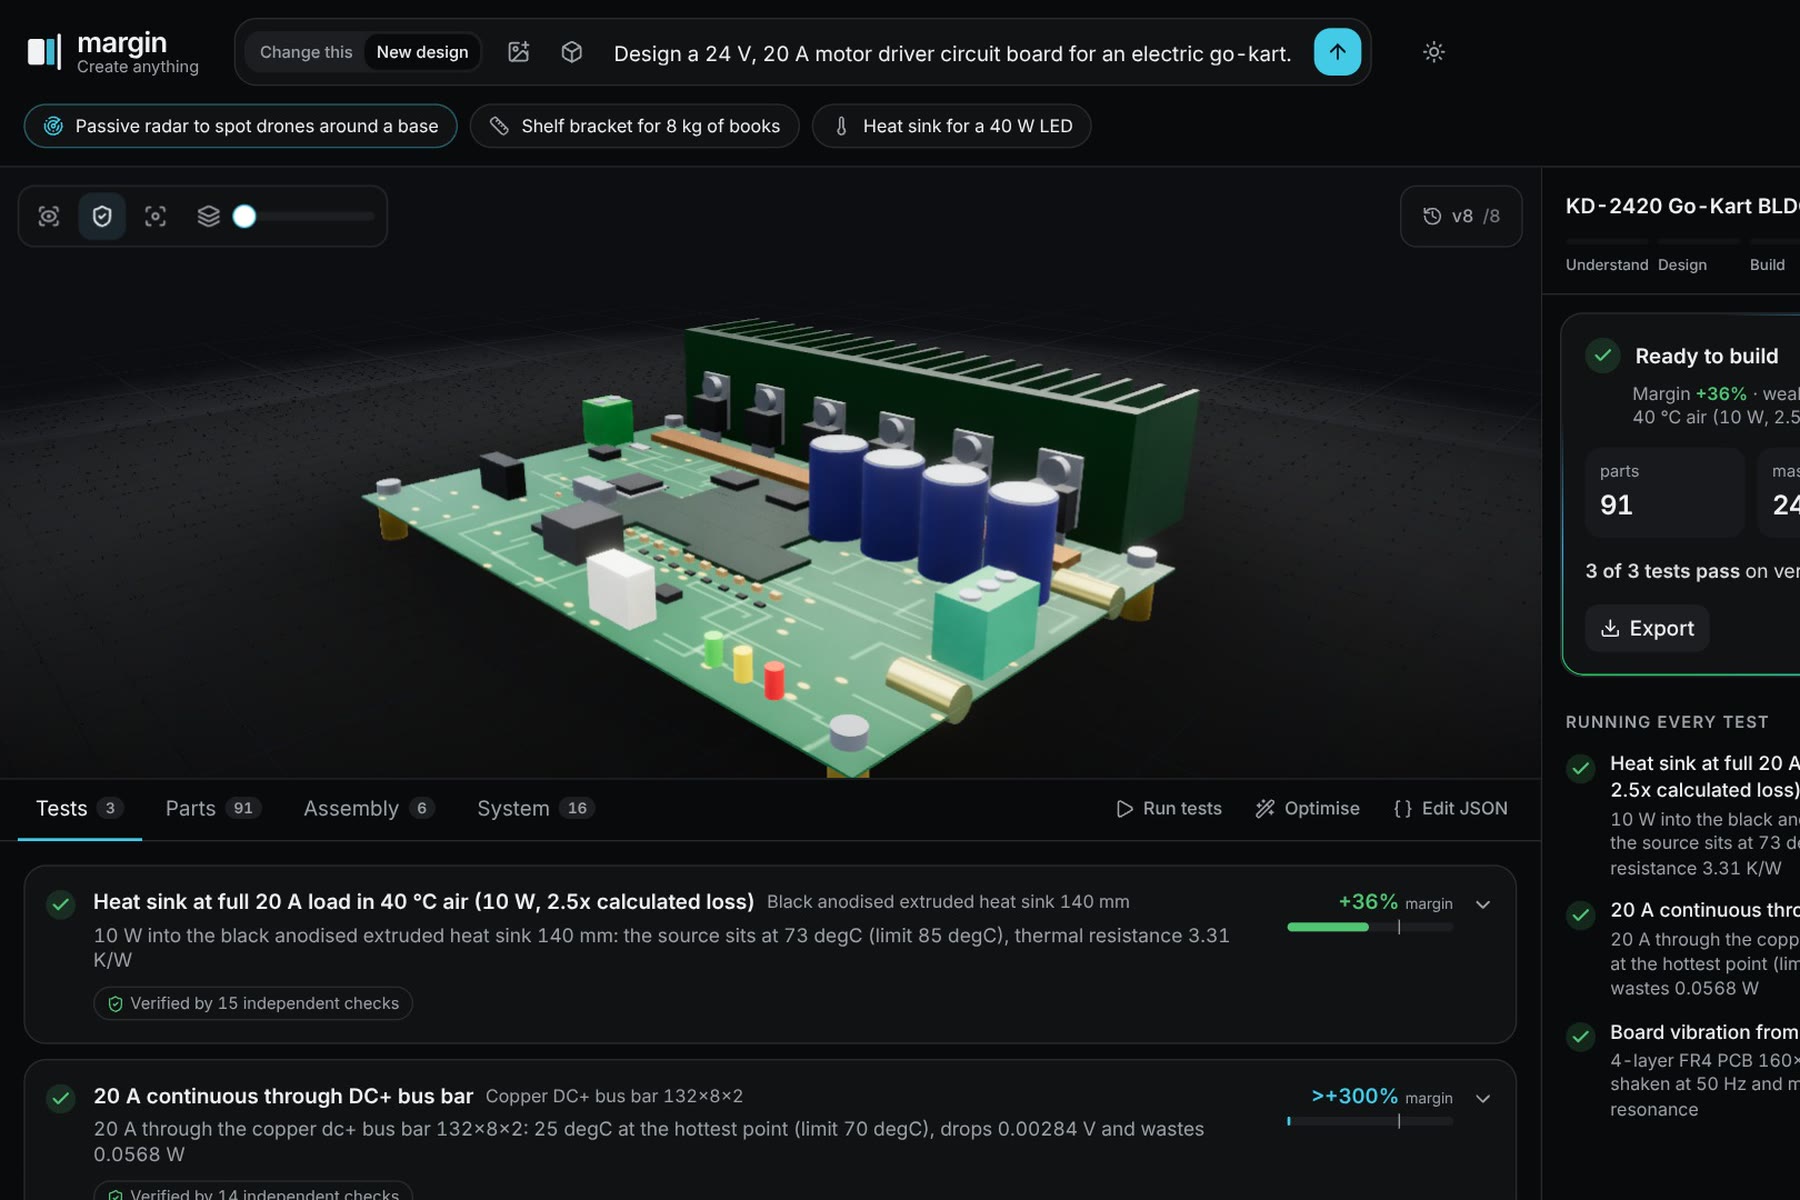 margin
Create anything
Change this
New design
Design a 24 V, 20 A motor driver circuit board for an electric go-kart.
Passive radar to spot drones around a base
Shelf bracket for 8 kg of books
Heat sink for a 40 W LED
v8 /8
KD-2420 Go-Kart BLD
Understand Design Build
Ready to build
Margin +36% · weal
40 °C air (10 W, 2.5
parts
91
mas
24
3 of 3 tests pass on ver
Export
RUNNING EVERY TEST
Heat sink at full 20 A
2.5x calculated loss)
10 W into the black an
the source sits at 73 de
resistance 3.31 K/W
20 A continuous thro
20 A through the copp
at the hottest point (lim
wastes 0.0568 W
Board vibration from
4-layer FR4 PCB 160×
shaken at 50 Hz and m
resonance
Tests 3
Parts 91
Assembly 6
System 16
Run tests
Optimise
{ } Edit JSON
Heat sink at full 20 A load in 40 °C air (10 W, 2.5x calculated loss) Black anodised extruded heat sink 140 mm
+36% margin
10 W into the black anodised extruded heat sink 140 mm: the source sits at 73 degC (limit 85 degC), thermal resistance 3.31
K/W
Verified by 15 independent checks
20 A continuous through DC+ bus bar Copper DC+ bus bar 132×8×2
>+300% margin
20 A through the copper dc+ bus bar 132×8×2: 25 degC at the hottest point (limit 70 degC), drops 0.00284 V and wastes
0.0568 W
Verified by 14 independent checks